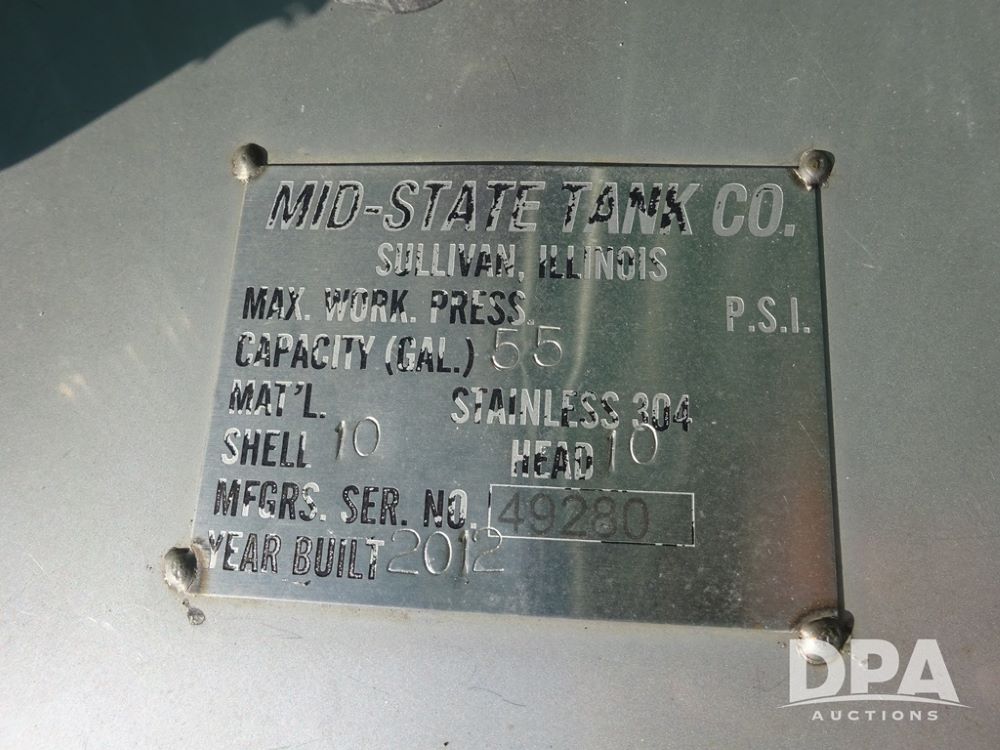 MID-STATE TANK CO.
SULLIVAN, ILLINOIS
MAX. WORK. PRESS. P.S.I.
CAPACITY (GAL.) 55
MAT'L. STAINLESS 304
SHELL 10 HEAD 10
MFGRS. SER. NO. 49280
YEAR BUILT 2012
DPA
AUCTIONS